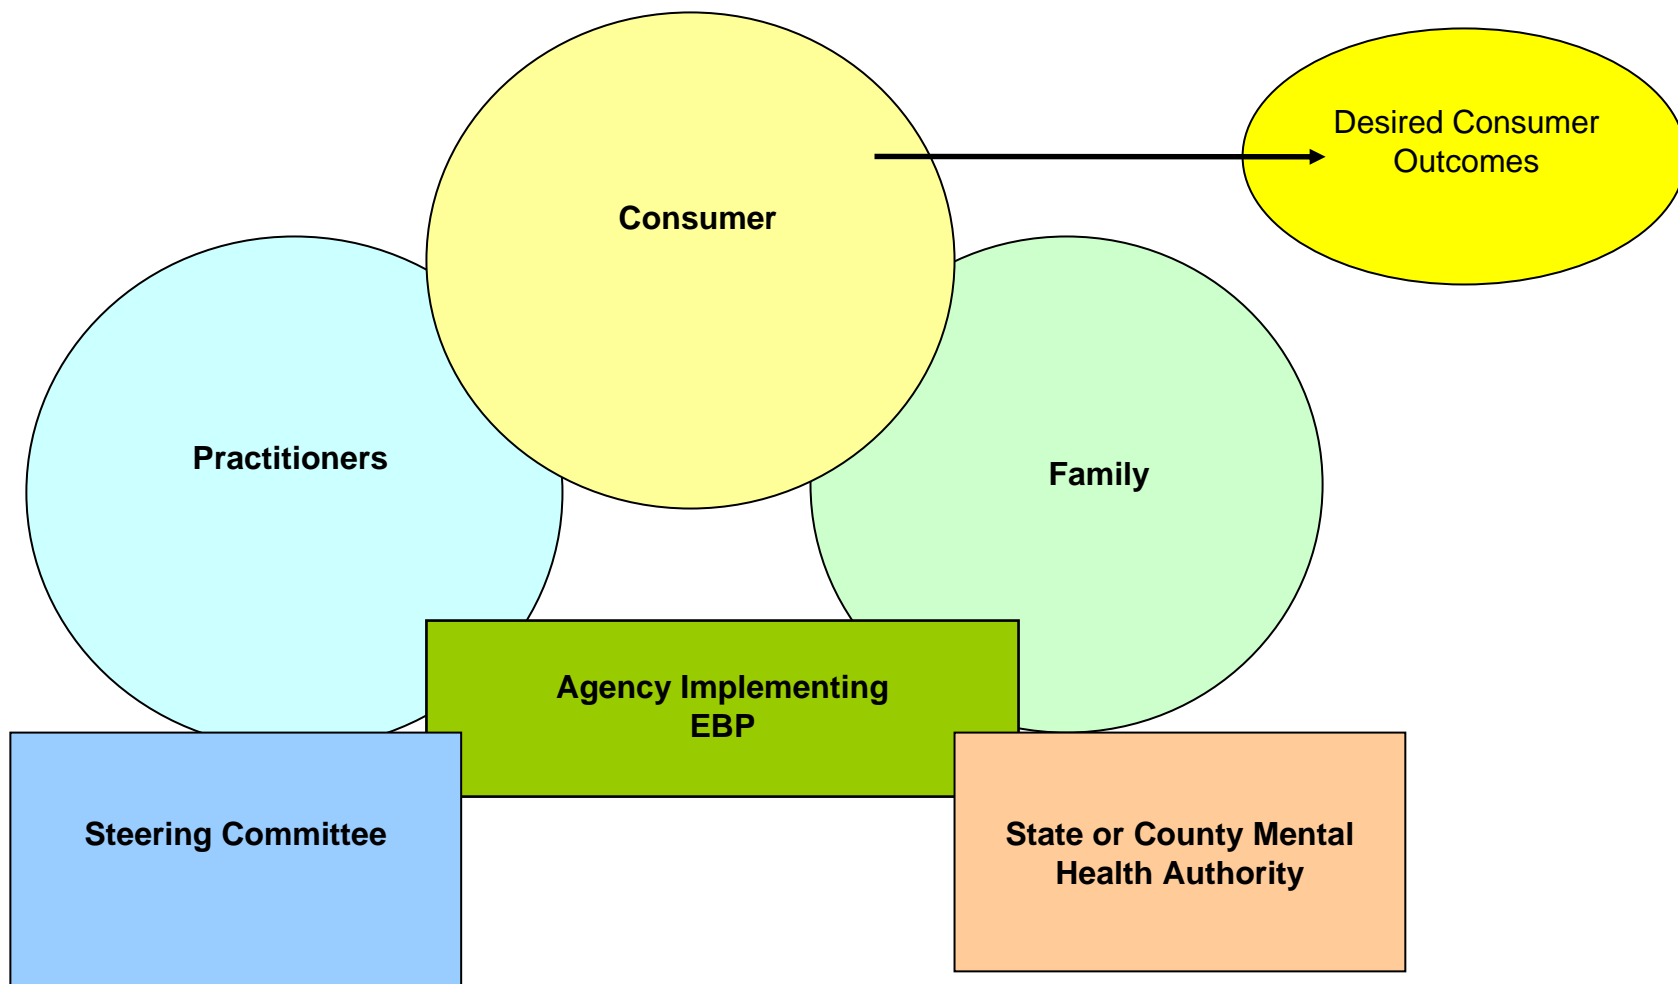 Desired Consumer
Outcomes
Consumer
Practitioners
Family
Agency Implementing
EBP
Steering Committee
State or County Mental
Health Authority